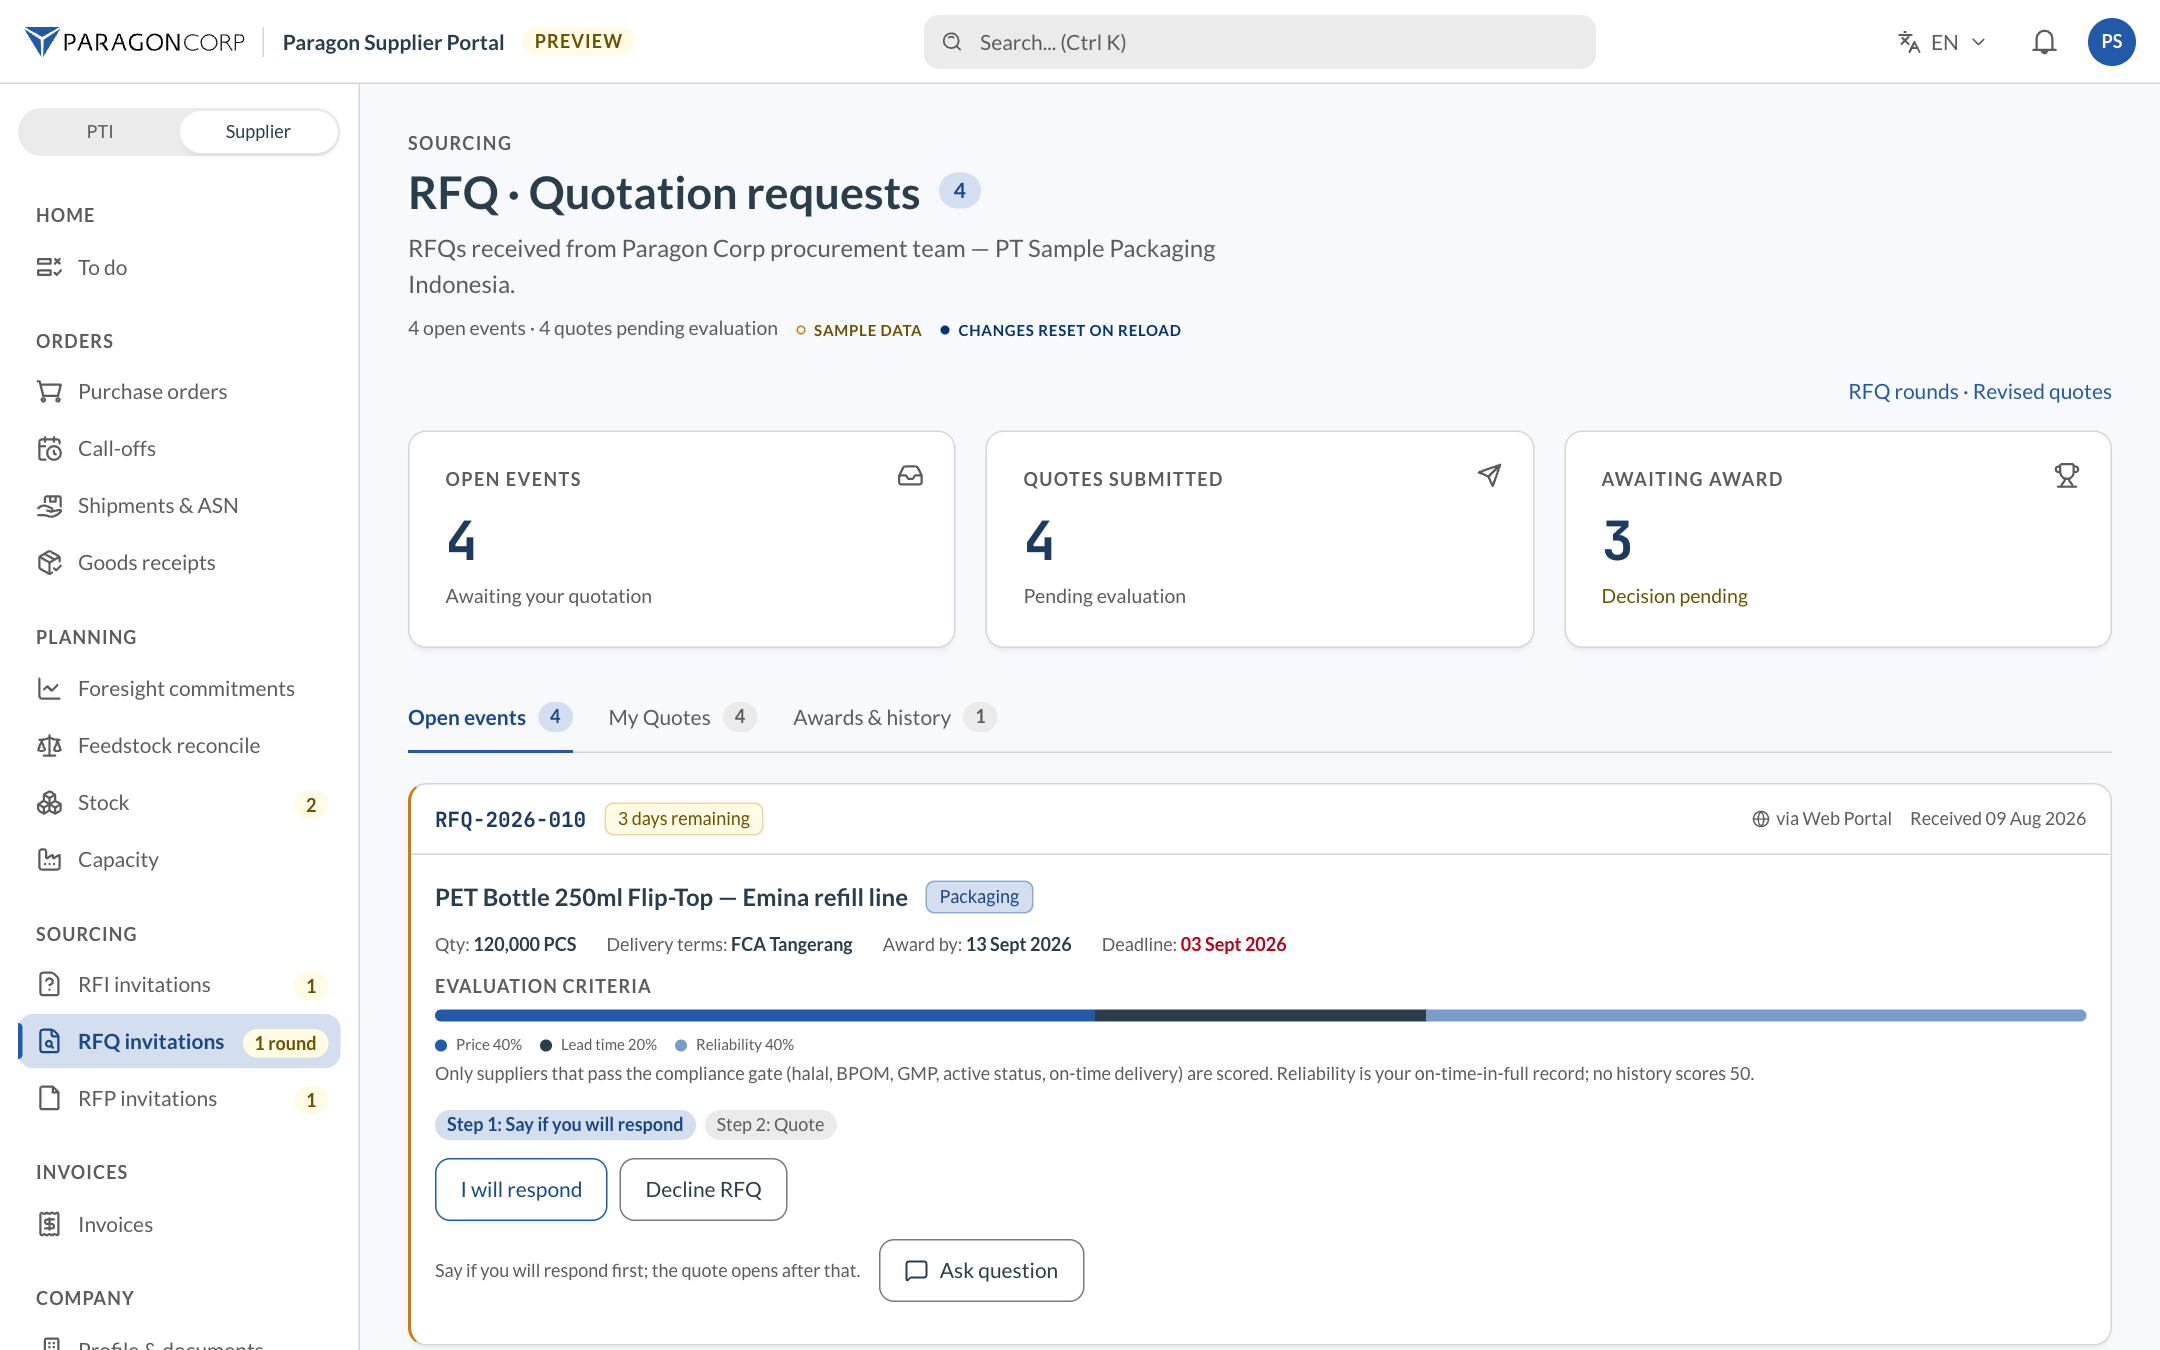 PARAGONCORP
Paragon Supplier Portal
PREVIEW
Search... (Ctrl K)
EN
PS
PTI
Supplier
HOME
To do
ORDERS
Purchase orders
Call-offs
Shipments & ASN
Goods receipts
PLANNING
Foresight commitments
Feedstock reconcile
Stock 2
Capacity
SOURCING
RFI invitations 1
RFQ invitations 1 round
RFP invitations 1
INVOICES
Invoices
COMPANY
Profile & documents
SOURCING
RFQ · Quotation requests 4
RFQs received from Paragon Corp procurement team — PT Sample Packaging
Indonesia.
4 open events · 4 quotes pending evaluation SAMPLE DATA CHANGES RESET ON RELOAD
RFQ rounds · Revised quotes
OPEN EVENTS
4
Awaiting your quotation
QUOTES SUBMITTED
4
Pending evaluation
AWAITING AWARD
3
Decision pending
Open events 4 My Quotes 4 Awards & history 1
RFQ-2026-010 3 days remaining via Web Portal Received 09 Aug 2026
PET Bottle 250ml Flip-Top — Emina refill line Packaging
Qty: 120,000 PCS Delivery terms: FCA Tangerang Award by: 13 Sept 2026 Deadline: 03 Sept 2026
EVALUATION CRITERIA
Price 40% Lead time 20% Reliability 40%
Only suppliers that pass the compliance gate (halal, BPOM, GMP, active status, on-time delivery) are scored. Reliability is your on-time-in-full record; no history scores 50.
Step 1: Say if you will respond Step 2: Quote
I will respond Decline RFQ
Say if you will respond first; the quote opens after that. Ask question